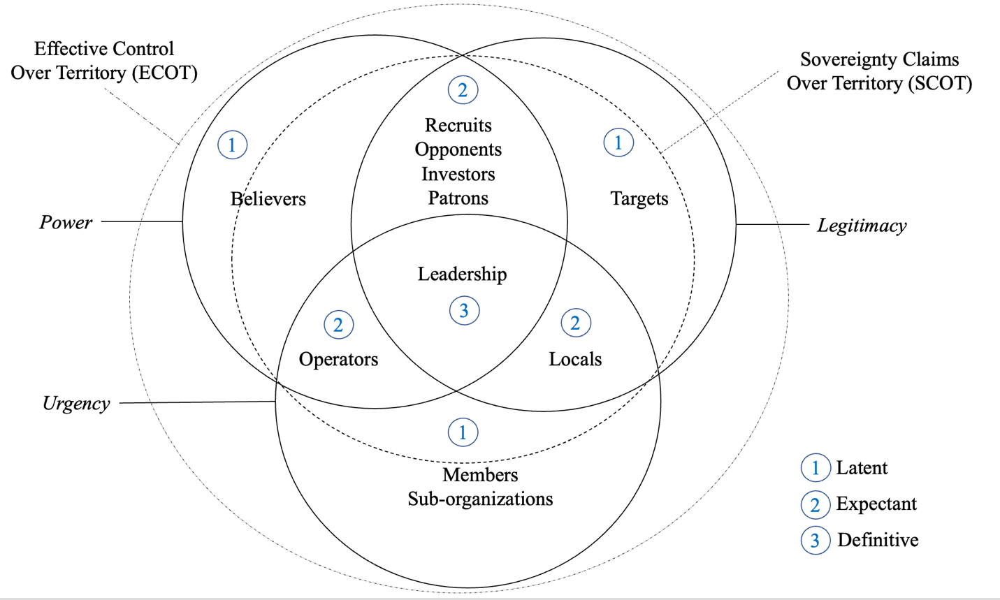 Effective Control
Over Territory (ECOT)
Sovereignty Claims
Over Territory (SCOT)
2
Recruits
Opponents
Investors
Patrons
1
Believers
1
Targets
Power
Legitimacy
Leadership
3
2
Operators
2
Locals
Urgency
1
Members
Sub-organizations
1 Latent
2 Expectant
3 Definitive